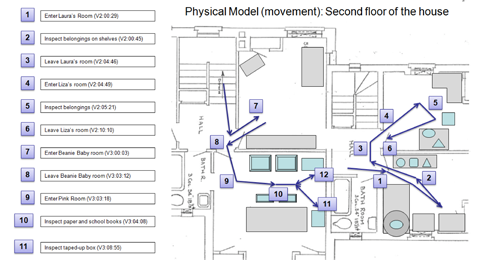 Physical Model (movement): Second floor of the house
1 Enter Laura's Room (V2:00:29)
2 Inspect belongings on shelves (V2:00:45)
3 Leave Laura's room (V2:04:46)
4 Enter Liza's room (V2:04:49)
5 Inspect belongings (V2:05:21)
6 Leave Liza's room (V2:10:10)
7 Enter Beanie Baby room (V3:00:03)
8 Leave Beanie Baby room (V3:03:12)
9 Enter Pink Room (V3:03:16)
10 Inspect paper and school books (V3:04:08)
11 Inspect taped-up box (V3:08:55)
HALL
7
8
BATH
9
10
12
11
5
4
3
6
1
2
BATH ROOM